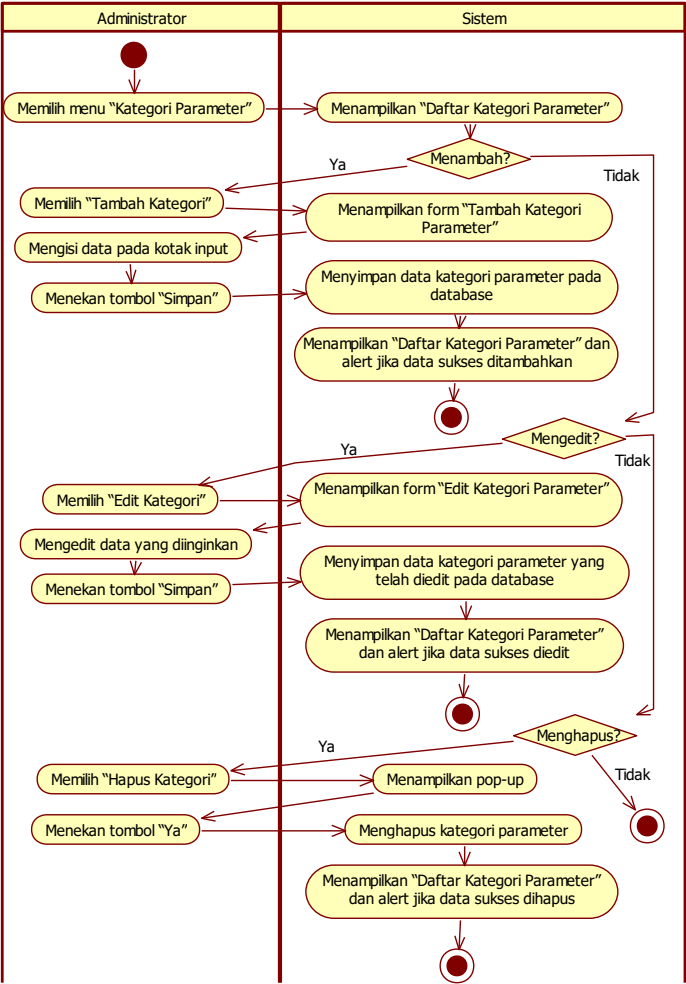 Administrator
Sistem
Memilih menu “Kategori Parameter”
Menampilkan “Daftar Kategori Parameter”
Menambah?
Ya
Tidak
Memilih “Tambah Kategori”
Menampilkan form “Tambah Kategori
Parameter”
Mengisi data pada kotak input
Menekan tombol “Simpan”
Menyimpan data kategori parameter pada
database
Menampilkan “Daftar Kategori Parameter” dan
alert jika data sukses ditambahkan
Mengedit?
Ya
Tidak
Memilih “Edit Kategori”
Menampilkan form “Edit Kategori Parameter”
Mengedit data yang diinginkan
Menekan tombol “Simpan”
Menyimpan data kategori parameter yang
telah diedit pada database
Menampilkan “Daftar Kategori Parameter”
dan alert jika data sukses diedit
Menghapus?
Ya
Tidak
Memilih “Hapus Kategori”
Menampilkan pop-up
Menekan tombol “Ya”
Menghapus kategori parameter
Menampilkan “Daftar Kategori Parameter”
dan alert jika data sukses dihapus